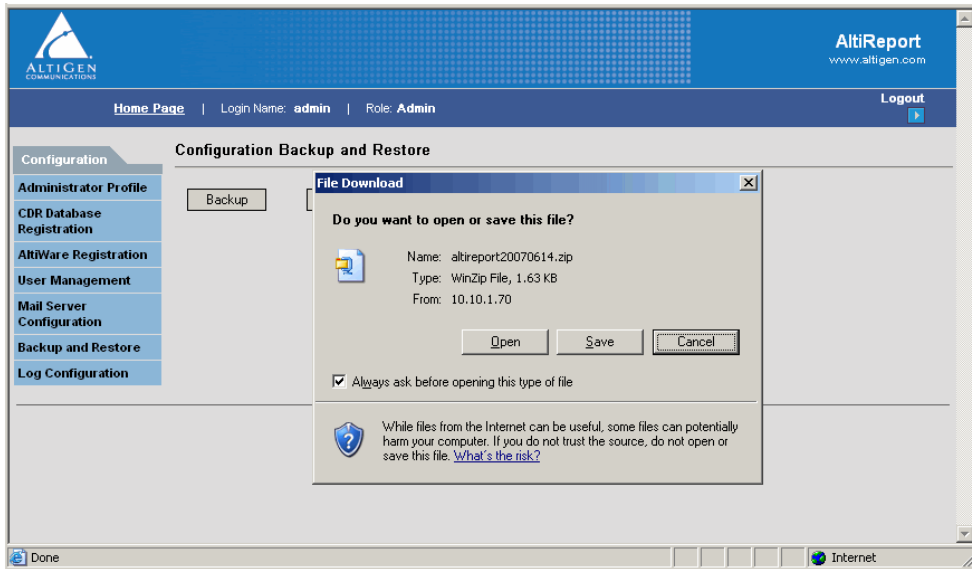 ALTIGEN
COMMUNICATIONS
AltiReport
www.altigen.com
Home Page | Login Name: admin | Role: Admin
Logout
Configuration
Administrator Profile
CDR Database
Registration
AltiWare Registration
User Management
Mail Server
Configuration
Backup and Restore
Log Configuration
Configuration Backup and Restore
Backup
File Download
Do you want to open or save this file?
Name: altireport20070614.zip
Type: WinZip File, 1.63 KB
From: 10.10.1.70
Open Save Cancel
Always ask before opening this type of file
While files from the Internet can be useful, some files can potentially
harm your computer. If you do not trust the source, do not open or
save this file. What's the risk?
Done
Internet